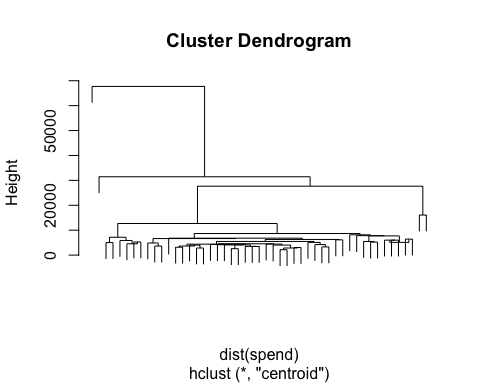 Cluster Dendrogram
Height
50000
20000
0
dist(spend)
hclust (*, "centroid")